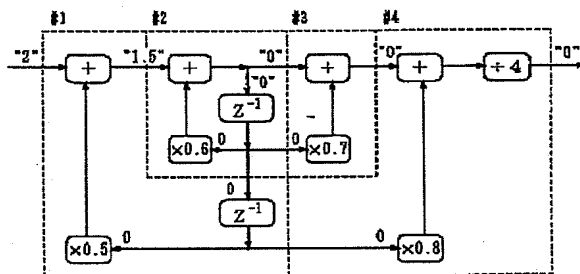 #1 #2 #3 #4
"2" + "1.5" + "0" + "0" + ÷4 "0"
"0"
Z⁻¹
×0.6 0 0 ×0.7
0
Z⁻¹
×0.5 0 0 ×0.8